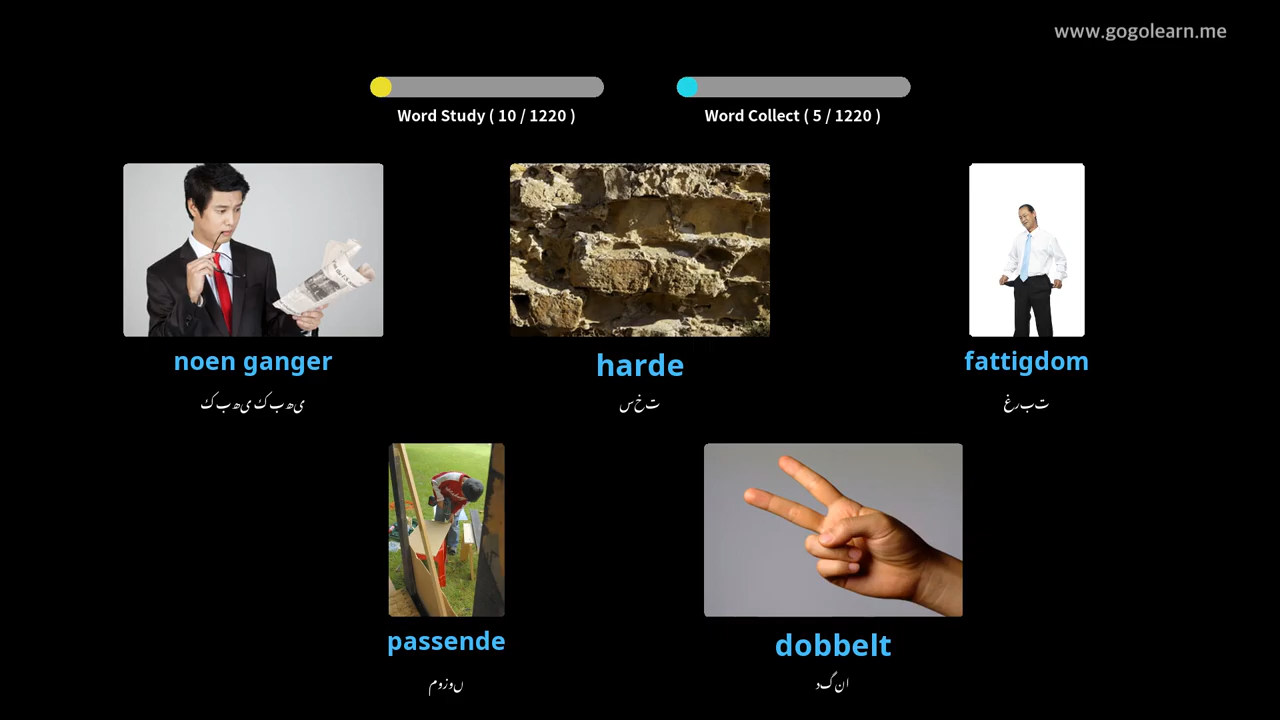 www.gogolearn.me
Word Study ( 10 / 1220 )
Word Collect ( 5 / 1220 )
noen ganger
کبھی کبھی
harde
سخت
fattigdom
غربت
passende
موزوں
dobbelt
دگنا